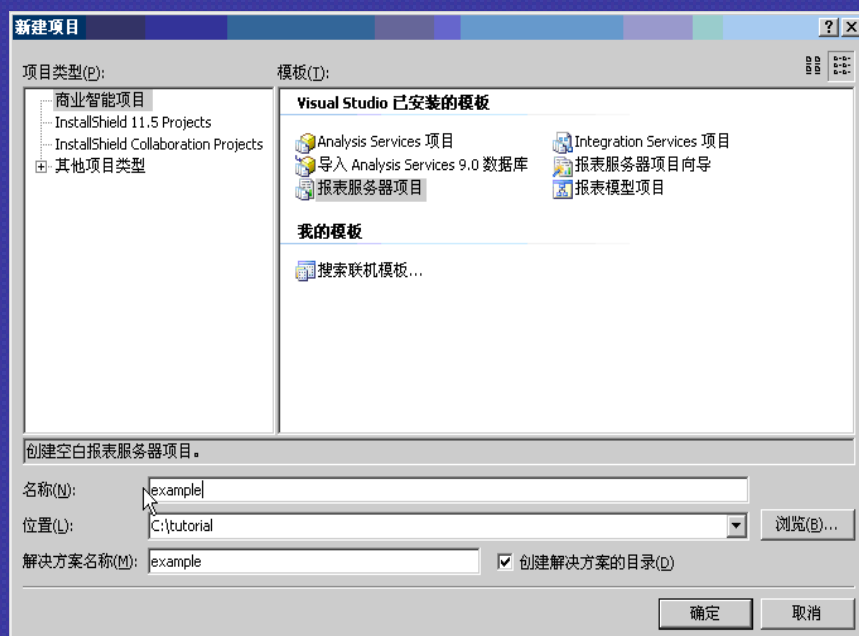 新建项目
项目类型(P):
模板(T):
商业智能项目
InstallShield 11.5 Projects
InstallShield Collaboration Projects
其他项目类型
Visual Studio 已安装的模板
Analysis Services 项目
Integration Services 项目
导入 Analysis Services 9.0 数据库
报表服务器项目向导
报表服务器项目
报表模型项目
我的模板
搜索联机模板...
创建空白报表服务器项目。
名称(N):
example
位置(L):
C:\tutorial
浏览(B)...
解决方案名称(M):
example
创建解决方案的目录(D)
确定
取消